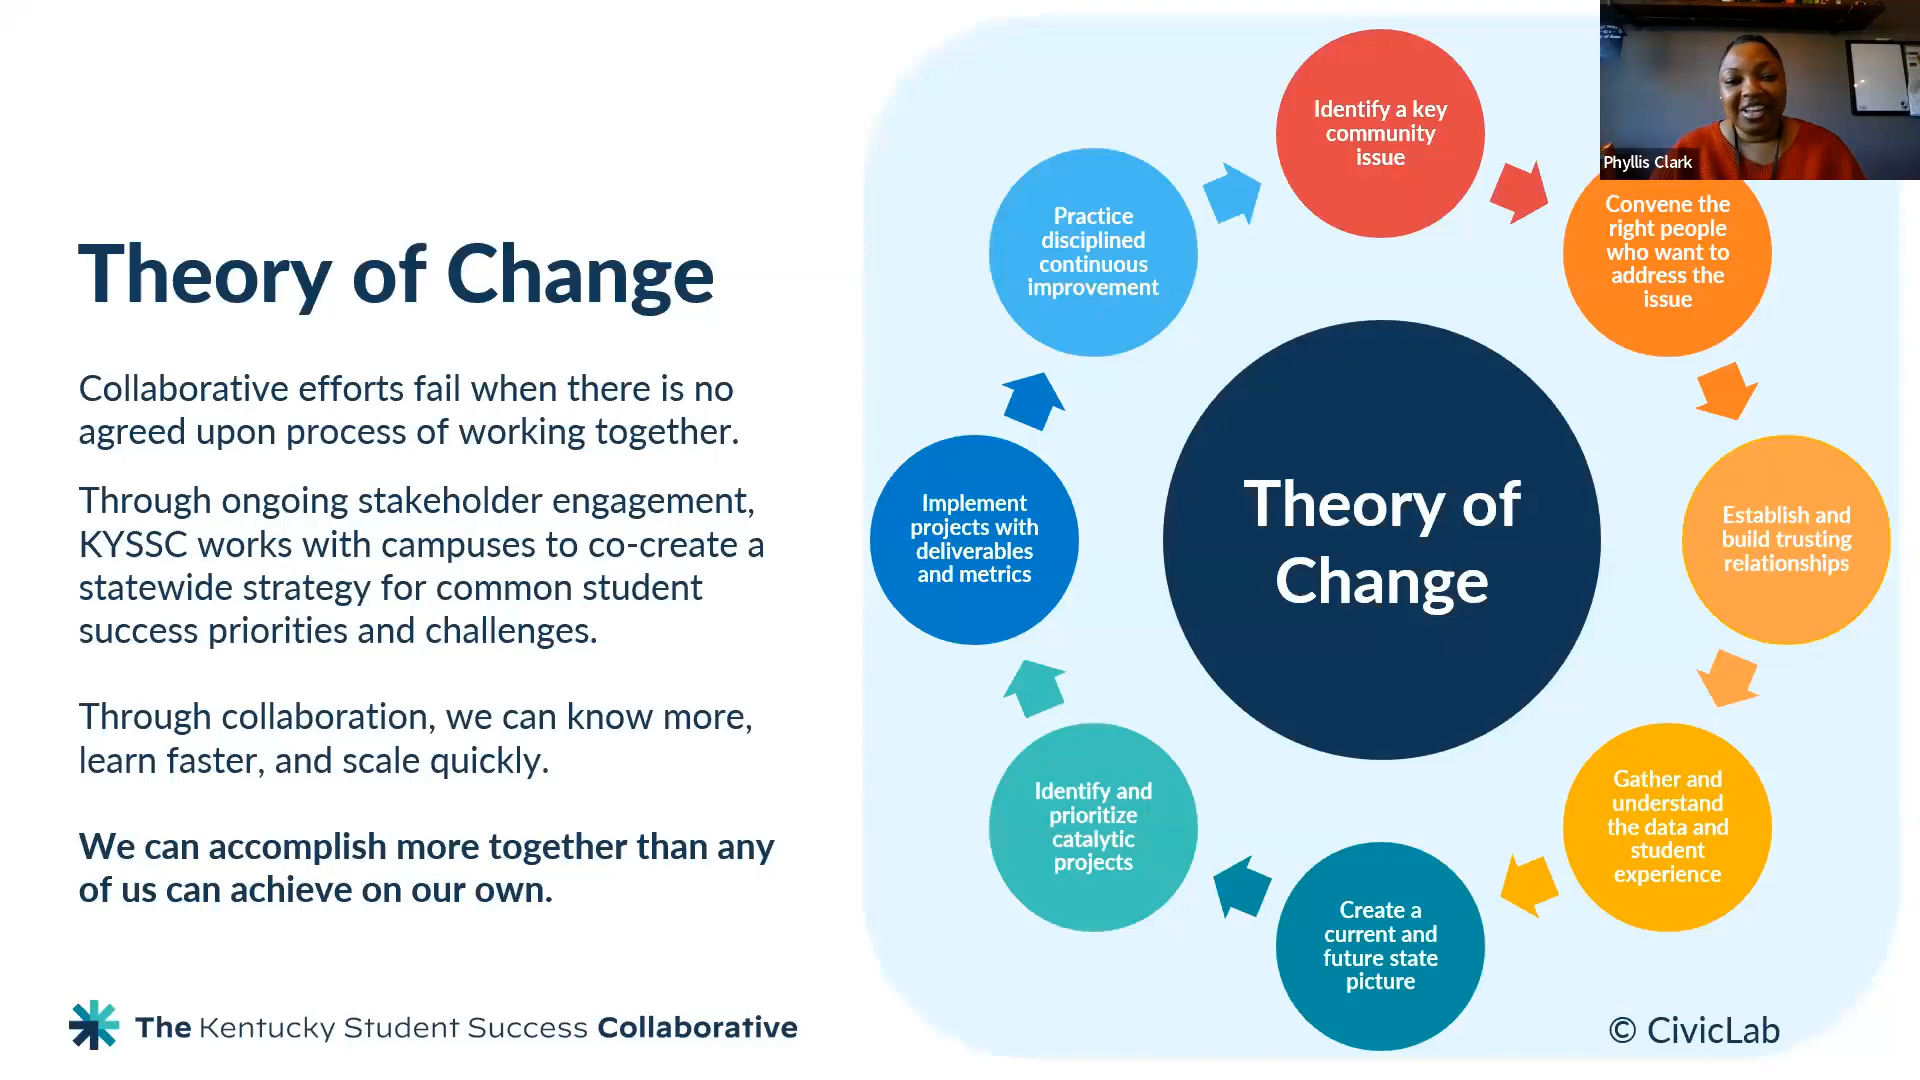 Theory of Change
Collaborative efforts fail when there is no
agreed upon process of working together.
Through ongoing stakeholder engagement,
KYSSC works with campuses to co-create a
statewide strategy for common student
success priorities and challenges.
Through collaboration, we can know more,
learn faster, and scale quickly.
We can accomplish more together than any
of us can achieve on our own.
The Kentucky Student Success Collaborative
Identify a key
community
issue
Phyllis Clark
Convene the
right people
who want to
address the
issue
Establish and
build trusting
relationships
Gather and
understand
the data and
student
experience
Create a
current and
future state
picture
Identify and
prioritize
catalytic
projects
Implement
projects with
deliverables
and metrics
Practice
disciplined
continuous
improvement
Theory of
Change
© CivicLab